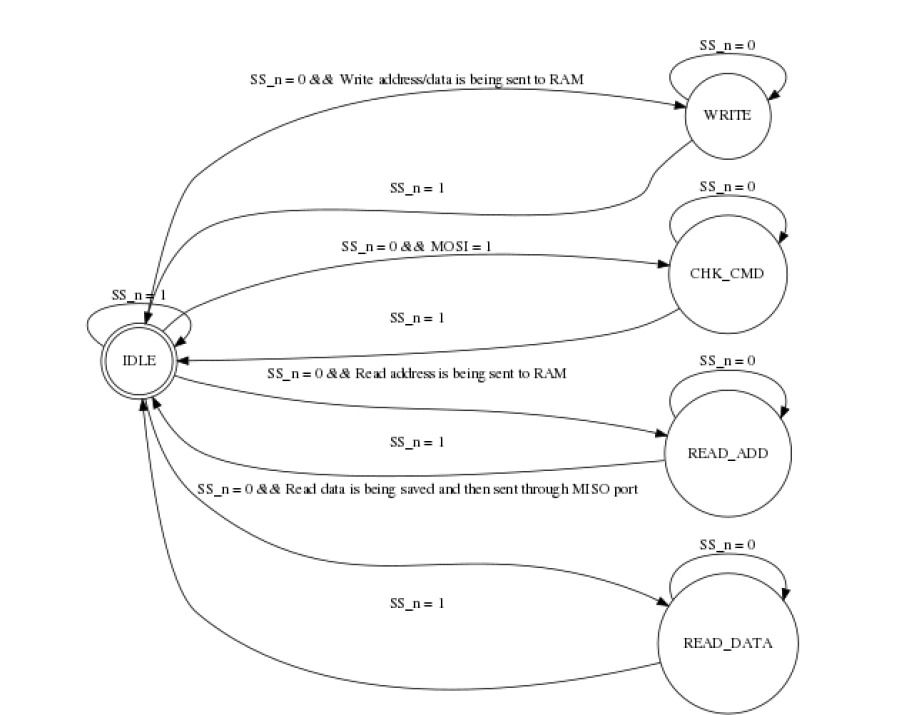 SS_n = 0
SS_n = 0 && Write address/data is being sent to RAM
WRITE
SS_n = 1
SS_n = 0
SS_n = 0 && MOSI = 1
CHK_CMD
SS_n = 1
SS_n = 1
IDLE
SS_n = 0
SS_n = 0 && Read address is being sent to RAM
SS_n = 1
READ_ADD
SS_n = 0 && Read data is being saved and then sent through MISO port
SS_n = 0
SS_n = 1
READ_DATA